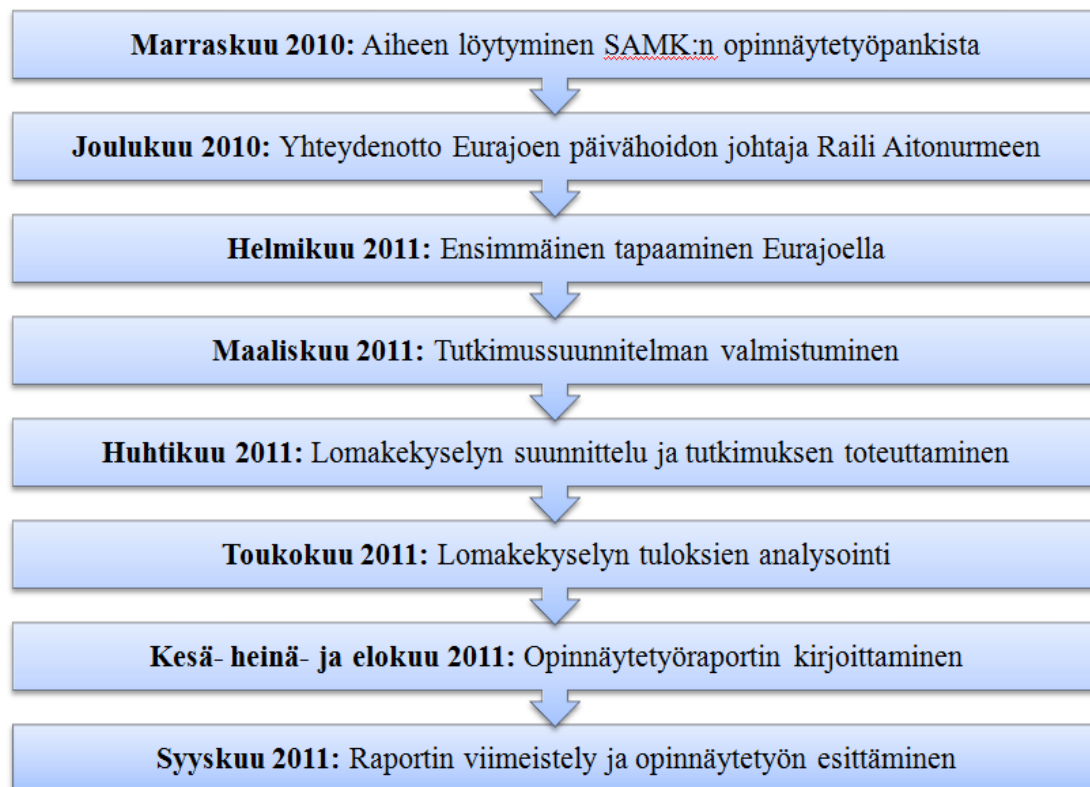 Marraskuu 2010: Aiheen löytyminen SAMK:n opinnäytetyöpankista
Joulukuu 2010: Yhteydenotto Eurajoen päivähoidon johtaja Raili Aitonurmeen
Helmikuu 2011: Ensimmäinen tapaaminen Eurajoella
Maaliskuu 2011: Tutkimussuunnitelman valmistuminen
Huhtikuu 2011: Lomakekyselyn suunnittelu ja tutkimuksen toteuttaminen
Toukokuu 2011: Lomakekyselyn tuloksien analysointi
Kesä- heinä- ja elokuu 2011: Opinnäytetyöraportin kirjoittaminen
Syyskuu 2011: Raportin viimeistely ja opinnäytetyön esittäminen